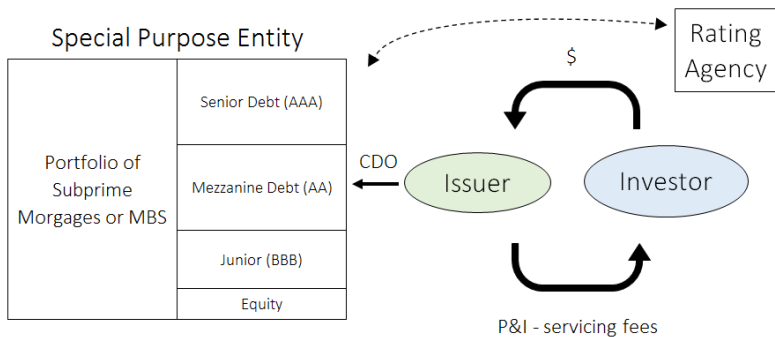 Special Purpose Entity
Rating
Agency
$
Senior Debt (AAA)
Portfolio of
Subprime
Morgages or MBS
CDO
Mezzanine Debt (AA)
Issuer
Investor
Junior (BBB)
Equity
P&I - servicing fees